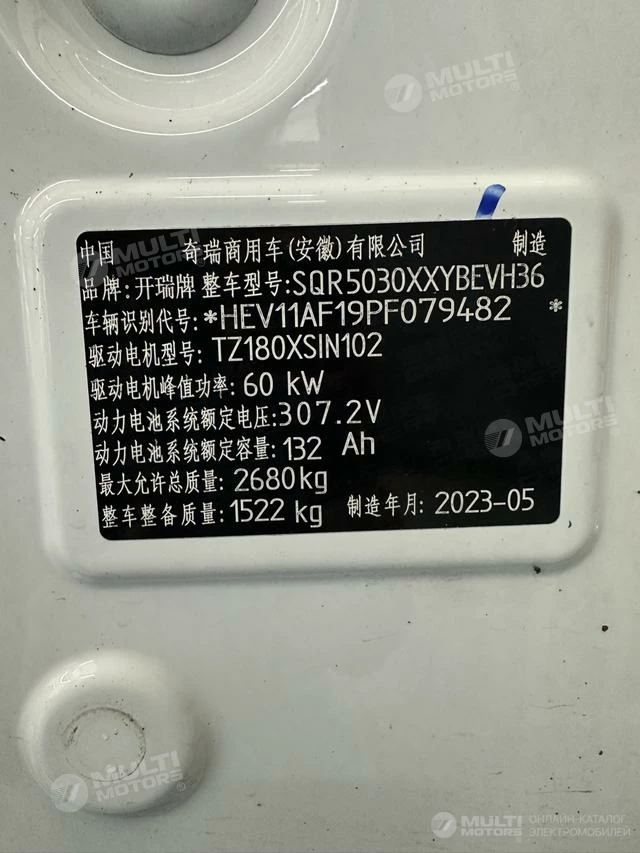 中国 奇瑞商用车(安徽)有限公司 制造
品牌:开瑞牌 整车型号:SQR5030XXYBEVH36
车辆识别代号:*HEV11AF19PF079482 *
驱动电机型号: TZ180XSIN102
驱动电机峰值功率: 60 kW
动力电池系统额定电压:307.2V
动力电池系统额定容量: 132 Ah
最大允许总质量: 2680kg
整车整备质量: 1522 kg 制造年月: 2023-05
MULTI MOTORS
MULTI MOTORS
MULTI MOTORS
MULTI MOTORS
MULTI MOTORS ОНЛАЙН-КАТАЛОГ ЭЛЕКТРОМОБИЛЕЙ